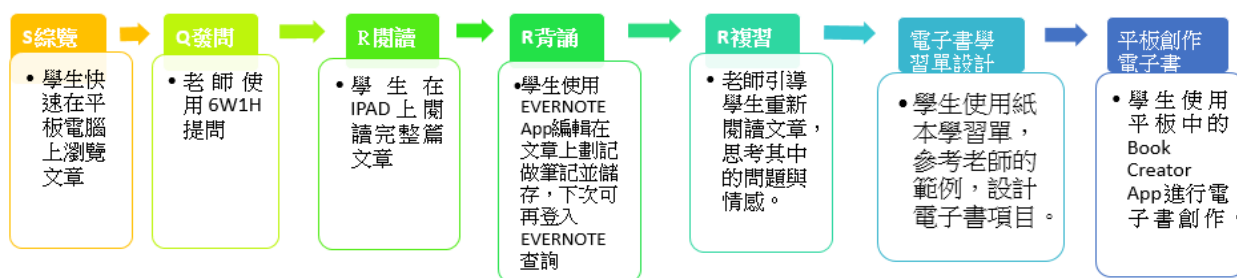 S綜覽
• 學生快
速在平
板電腦
上瀏覽
文章
Q發問
• 老師使
用6W1H
提問
R閱讀
• 學生在
IPAD上閱
讀完整篇
文章
R背誦
•學生使用
EVERNOTE
App編輯在
文章上劃記
做筆記並儲
存，下次可
再登入
EVERNOTE
查詢
R複習
• 老師引導
學生重新
閱讀文章，
思考其中
的問題與
情感。
電子書學
習單設計
• 學生使用紙
本學習單，
參考老師的
範例，設計
電子書項目。
平板創作
電子書
• 學生使用
平板中的
Book
Creator
App進行電
子書創作。